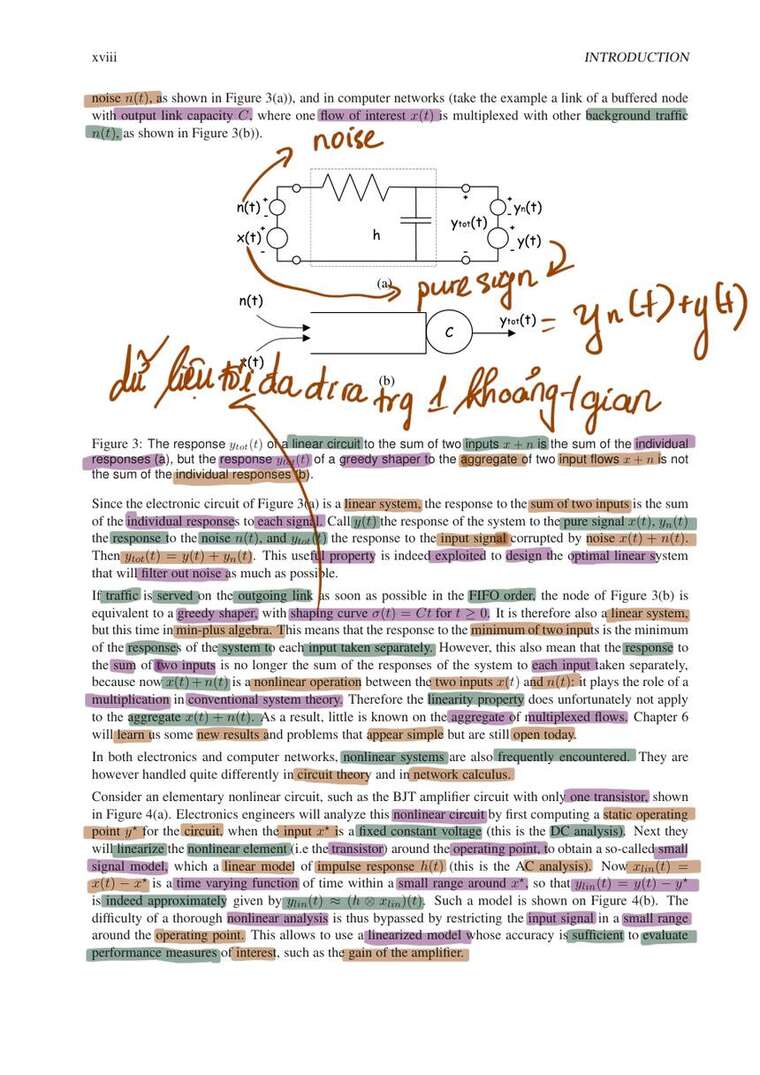 xviii
INTRODUCTION
noise n(t), as shown in Figure 3(a)), and in computer networks (take the example a link of a buffered node
with output link capacity C, where one flow of interest x(t) is multiplexed with other background traffic
n(t), as shown in Figure 3(b)).
noise
n(t)
+
-
x(t)
+
-
h
+
ytot(t)
-
+
yn(t)
-
+
y(t)
-
(a)
pure sign
n(t)
x(t)
C
ytot(t)
= yn(t)+y(t)
(b)
dữ liệu tối đa đi ra trg 1 khoảng tgian
Figure 3: The response ytot(t) of a linear circuit to the sum of two inputs x + n is the sum of the individual
responses (a), but the response ytot(t) of a greedy shaper to the aggregate of two input flows x + n is not
the sum of the individual responses (b).
Since the electronic circuit of Figure 3(a) is a linear system, the response to the sum of two inputs is the sum
of the individual responses to each signal. Call y(t) the response of the system to the pure signal x(t), yn(t)
the response to the noise n(t), and ytot(t) the response to the input signal corrupted by noise x(t) + n(t).
Then ytot(t) = y(t) + yn(t). This useful property is indeed exploited to design the optimal linear system
that will filter out noise as much as possible.
If traffic is served on the outgoing link as soon as possible in the FIFO order, the node of Figure 3(b) is
equivalent to a greedy shaper, with shaping curve σ(t) = Ct for t ≥ 0. It is therefore also a linear system,
but this time in min-plus algebra. This means that the response to the minimum of two inputs is the minimum
of the responses of the system to each input taken separately. However, this also mean that the response to
the sum of two inputs is no longer the sum of the responses of the system to each input taken separately,
because now x(t) + n(t) is a nonlinear operation between the two inputs x(t) and n(t): it plays the role of a
multiplication in conventional system theory. Therefore the linearity property does unfortunately not apply
to the aggregate x(t) + n(t). As a result, little is known on the aggregate of multiplexed flows. Chapter 6
will learn us some new results and problems that appear simple but are still open today.
In both electronics and computer networks, nonlinear systems are also frequently encountered. They are
however handled quite differently in circuit theory and in network calculus.
Consider an elementary nonlinear circuit, such as the BJT amplifier circuit with only one transistor, shown
in Figure 4(a). Electronics engineers will analyze this nonlinear circuit by first computing a static operating
point y* for the circuit, when the input x* is a fixed constant voltage (this is the DC analysis). Next they
will linearize the nonlinear element (i.e the transistor) around the operating point, to obtain a so-called small
signal model, which a linear model of impulse response h(t) (this is the AC analysis). Now xlin(t) =
x(t) − x* is a time varying function of time within a small range around x*, so that ylin(t) = y(t) − y*
is indeed approximately given by ylin(t) ≈ (h ⊗ xlin)(t). Such a model is shown on Figure 4(b). The
difficulty of a thorough nonlinear analysis is thus bypassed by restricting the input signal in a small range
around the operating point. This allows to use a linearized model whose accuracy is sufficient to evaluate
performance measures of interest, such as the gain of the amplifier.